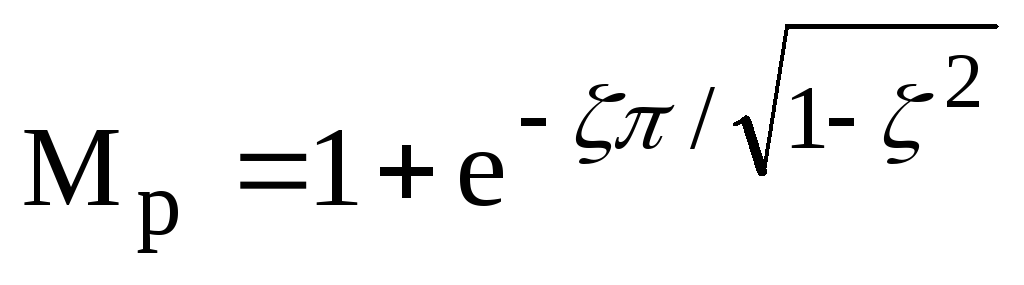 M_p = 1 + e^{-ζπ/√(1-ζ^2)}